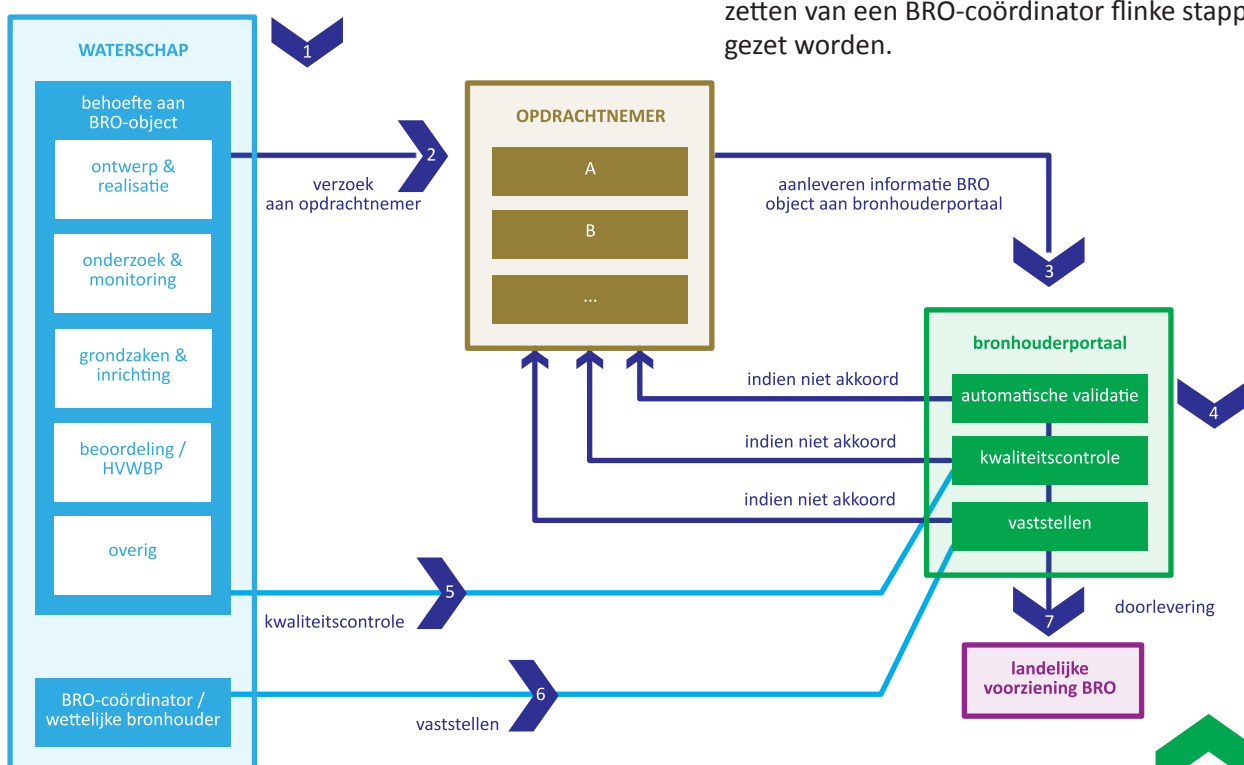 zetten van een BRO-coördinator flinke stapp
gezet worden.
1
WATERSCHAP
behoefte aan
BRO-object
ontwerp &
realisatie
onderzoek &
monitoring
grondzaken &
inrichting
beoordeling /
HVWBP
overig
BRO-coördinator /
wettelijke bronhouder
2
verzoek
aan opdrachtnemer
OPDRACHTNEMER
A
B
...
aanleveren informatie BRO
object aan bronhouderportaal
3
bronhouderportaal
automatische validatie
kwaliteitscontrole
vaststellen
4
indien niet akkoord
indien niet akkoord
indien niet akkoord
5
kwaliteitscontrole
6
vaststellen
7
doorlevering
landelijke
voorziening BRO